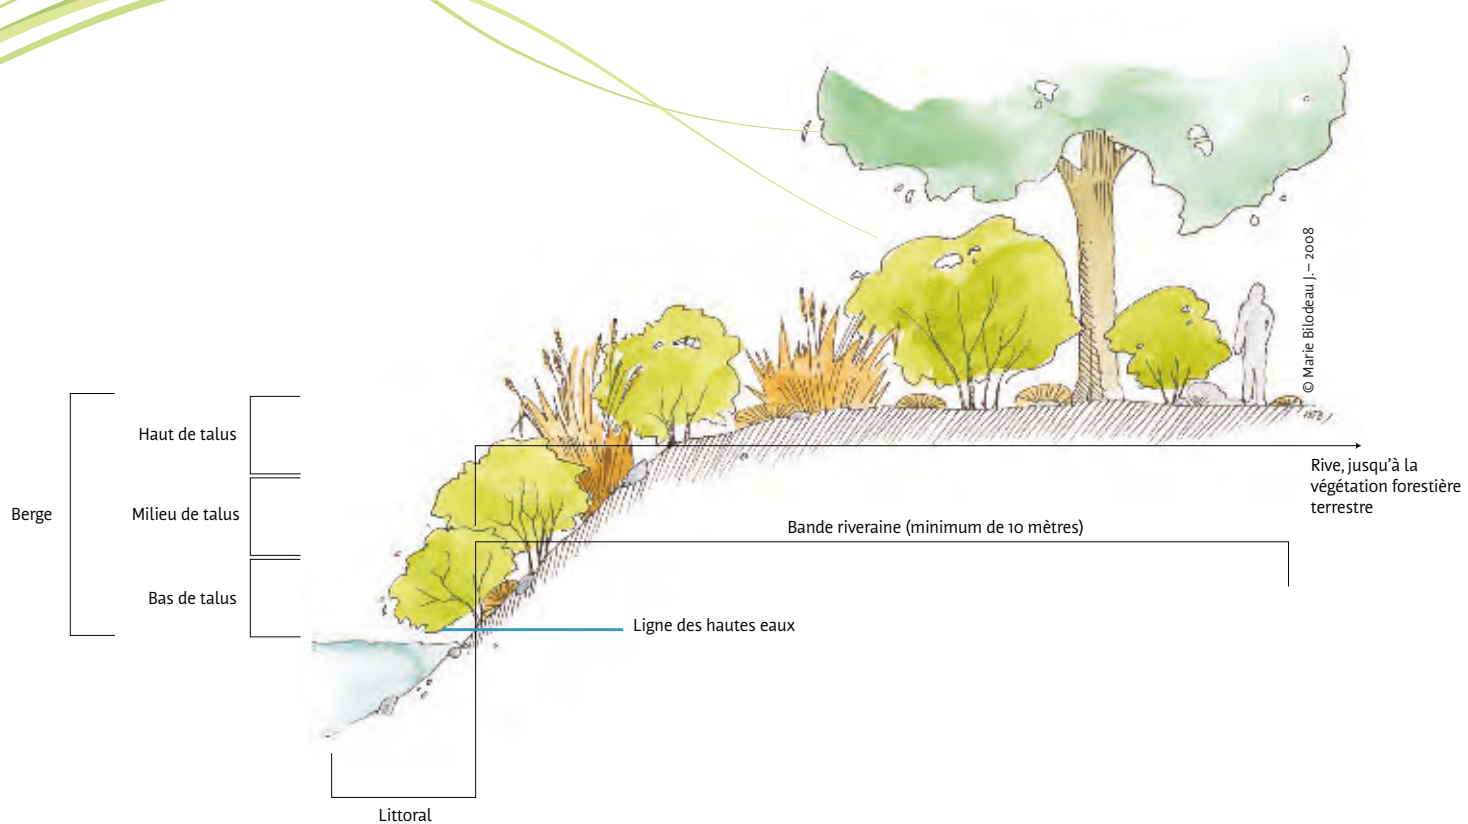 © Marie Bilodeau J. – 2008
Haut de talus
Rive, jusqu'à la
végétation forestière
terrestre
Berge
Milieu de talus
Bande riveraine (minimum de 10 mètres)
Bas de talus
Ligne des hautes eaux
Littoral